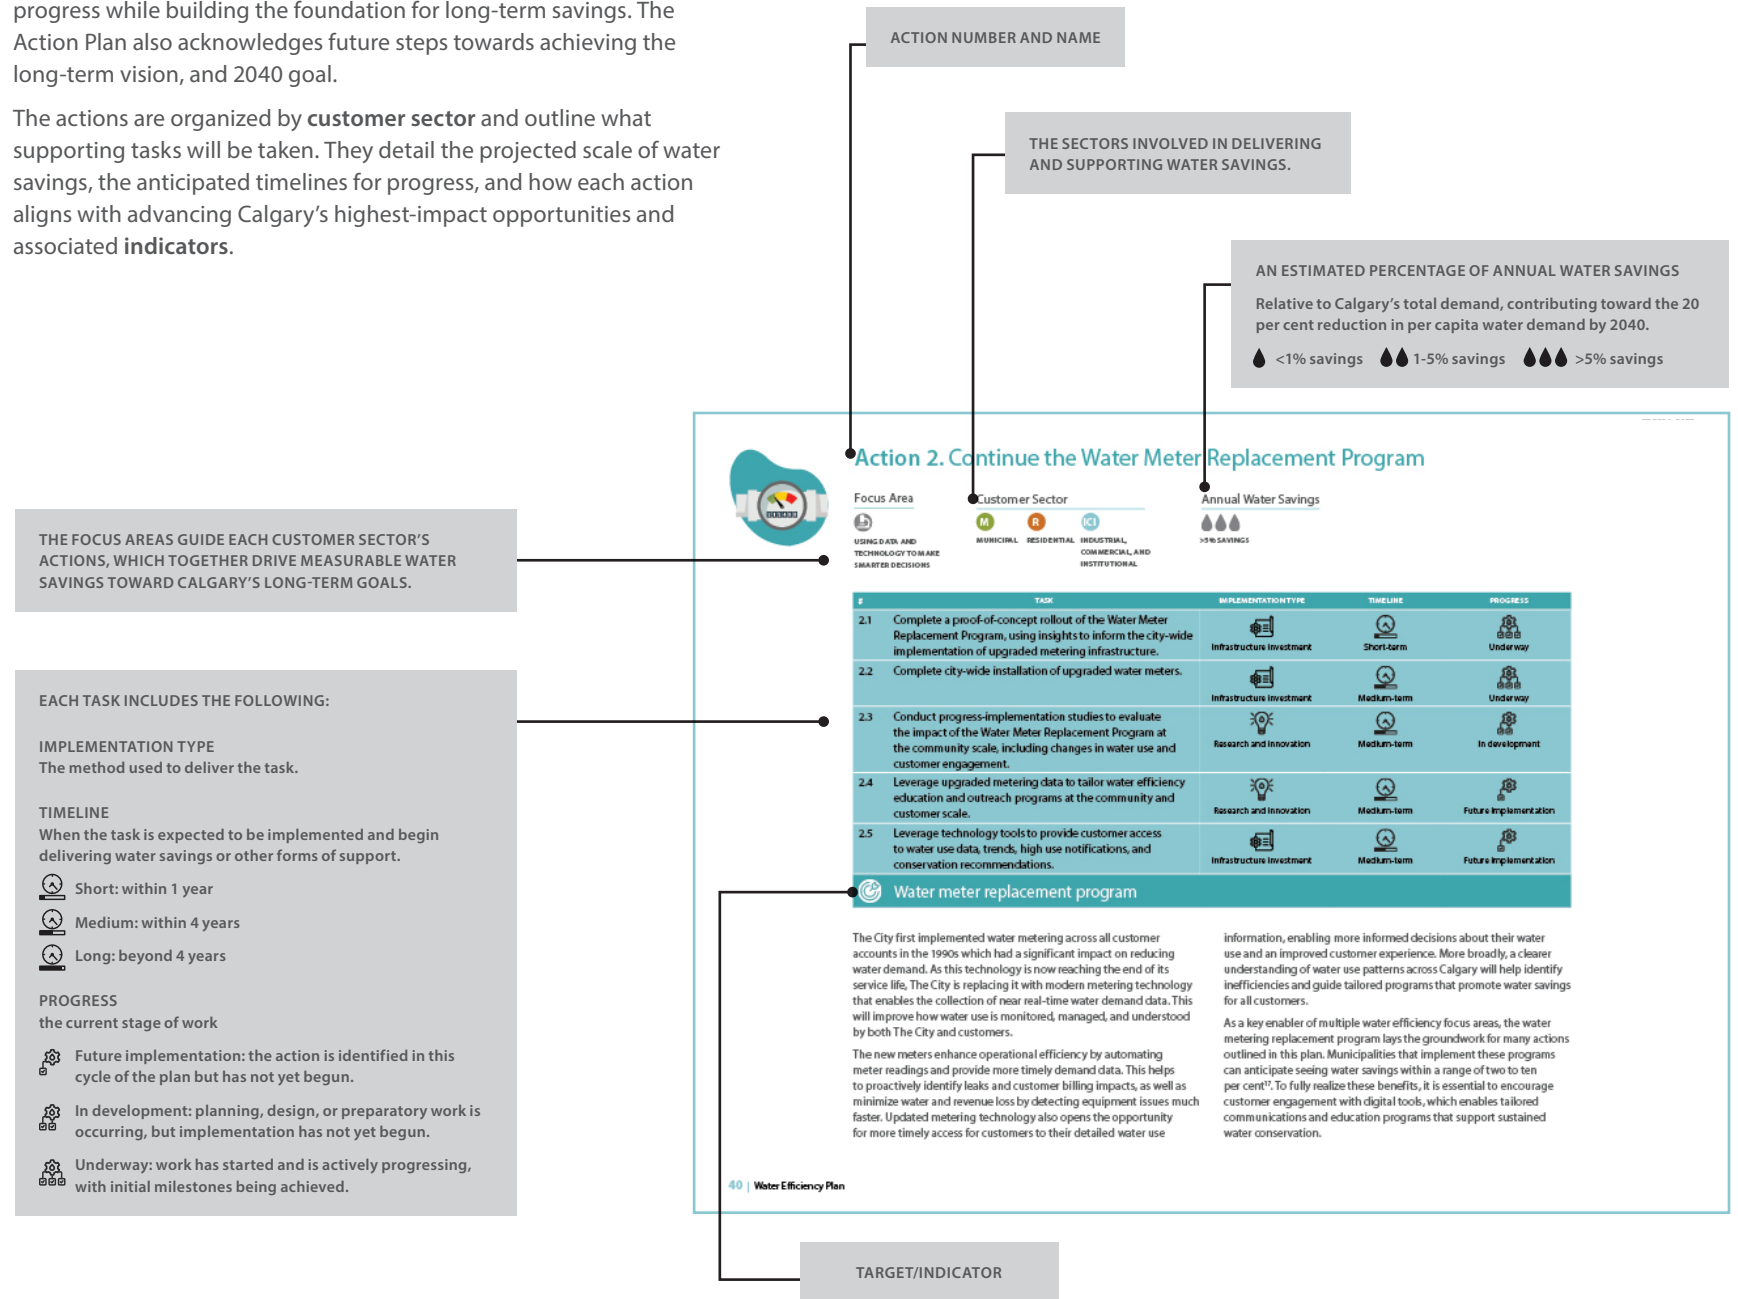 progress while building the foundation for long-term savings. The
Action Plan also acknowledges future steps towards achieving the
long-term vision, and 2040 goal.
The actions are organized by customer sector and outline what
supporting tasks will be taken. They detail the projected scale of water
savings, the anticipated timelines for progress, and how each action
aligns with advancing Calgary's highest-impact opportunities and
associated indicators.
ACTION NUMBER AND NAME
THE SECTORS INVOLVED IN DELIVERING
AND SUPPORTING WATER SAVINGS.
AN ESTIMATED PERCENTAGE OF ANNUAL WATER SAVINGS
Relative to Calgary's total demand, contributing toward the 20
per cent reduction in per capita water demand by 2040.
<1% savings 1-5% savings >5% savings
THE FOCUS AREAS GUIDE EACH CUSTOMER SECTOR'S
ACTIONS, WHICH TOGETHER DRIVE MEASURABLE WATER
SAVINGS TOWARD CALGARY'S LONG-TERM GOALS.
EACH TASK INCLUDES THE FOLLOWING:
IMPLEMENTATION TYPE
The method used to deliver the task.
TIMELINE
When the task is expected to be implemented and begin
delivering water savings or other forms of support.
Short: within 1 year
Medium: within 4 years
Long: beyond 4 years
PROGRESS
the current stage of work
Future implementation: the action is identified in this
cycle of the plan but has not yet begun.
In development: planning, design, or preparatory work is
occurring, but implementation has not yet begun.
Underway: work has started and is actively progressing,
with initial milestones being achieved.
Action 2. Continue the Water Meter Replacement Program
Focus Area
USING DATA AND
TECHNOLOGY TO MAKE
SMARTER DECISIONS
Customer Sector
M R ICI
MUNICIPAL RESIDENTIAL INDUSTRIAL,
COMMERCIAL, AND
INSTITUTIONAL
Annual Water Savings
>5% SAVINGS
# TASK IMPLEMENTATION TYPE TIMELINE PROGRESS
2.1 Complete a proof-of-concept rollout of the Water Meter
Replacement Program, using insights to inform the city-wide
implementation of upgraded metering infrastructure.
Infrastructure investment Short-term Underway
2.2 Complete city-wide installation of upgraded water meters.
Infrastructure investment Medium-term Underway
2.3 Conduct progress-implementation studies to evaluate
the impact of the Water Meter Replacement Program at
the community scale, including changes in water use and
customer engagement.
Research and innovation Medium-term In development
2.4 Leverage upgraded metering data to tailor water efficiency
education and outreach programs at the community and
customer scale.
Research and innovation Medium-term Future implementation
2.5 Leverage technology tools to provide customer access
to water use data, trends, high use notifications, and
conservation recommendations.
Infrastructure investment Medium-term Future implementation
Water meter replacement program
The City first implemented water metering across all customer
accounts in the 1990s which had a significant impact on reducing
water demand. As this technology is now reaching the end of its
service life, The City is replacing it with modern metering technology
that enables the collection of near real-time water demand data. This
will improve how water use is monitored, managed, and understood
by both The City and customers.
The new meters enhance operational efficiency by automating
meter readings and provide more timely demand data. This helps
to proactively identify leaks and customer billing impacts, as well as
minimize water and revenue loss by detecting equipment issues much
faster. Updated metering technology also opens the opportunity
for more timely access for customers to their detailed water use
information, enabling more informed decisions about their water
use and an improved customer experience. More broadly, a clearer
understanding of water use patterns across Calgary will help identify
inefficiencies and guide tailored programs that promote water savings
for all customers.
As a key enabler of multiple water efficiency focus areas, the water
metering replacement program lays the groundwork for many actions
outlined in this plan. Municipalities that implement these programs
can anticipate seeing water savings within a range of two to ten
per cent¹⁷. To fully realize these benefits, it is essential to encourage
customer engagement with digital tools, which enables tailored
communications and education programs that support sustained
water conservation.
40 | Water Efficiency Plan
TARGET/INDICATOR